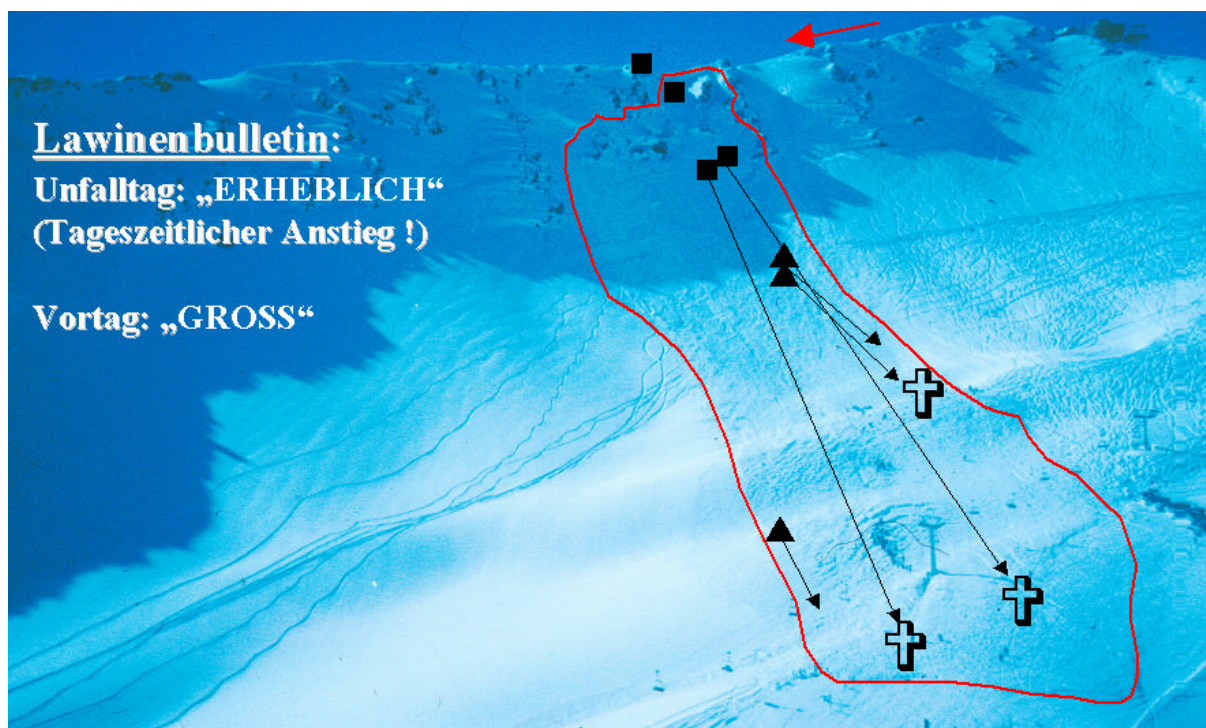 Lawinenbulletin:
Unfalltag: „ERHEBLICH“
(Tageszeitlicher Anstieg !)
Vortag: „GROSS“